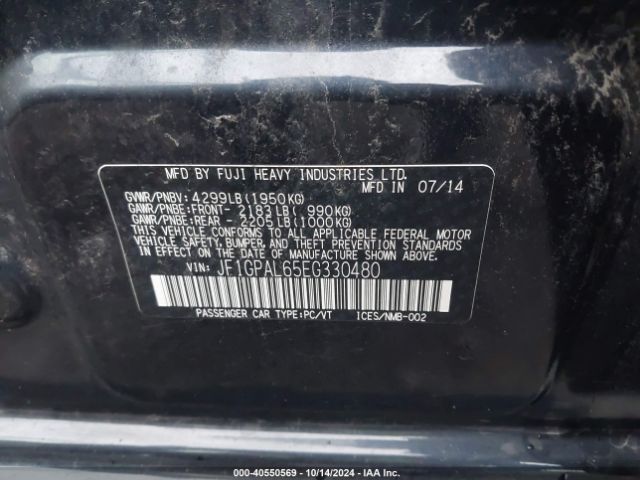 MFD BY FUJI HEAVY INDUSTRIES LTD.
MFD IN 07/14
GVWR/PNBV: 4299LB(1950KG)
GAWR/PNBE:FRONT- 2183LB( 990KG)
GAWR/PNBE:REAR - 2205LB(1000KG)
THIS VEHICLE CONFORMS TO ALL APPLICABLE FEDERAL MOTOR
VEHICLE SAFETY, BUMPER, AND THEFT PREVENTION STANDARDS
IN EFFECT ON THE DATE OF MANUFACTURE SHOWN ABOVE.
VIN: JF1GPAL65EG330480
PASSENGER CAR TYPE:PC/VT ICES/NMB-002
000-40550569 - 10/14/2024 - IAA Inc.